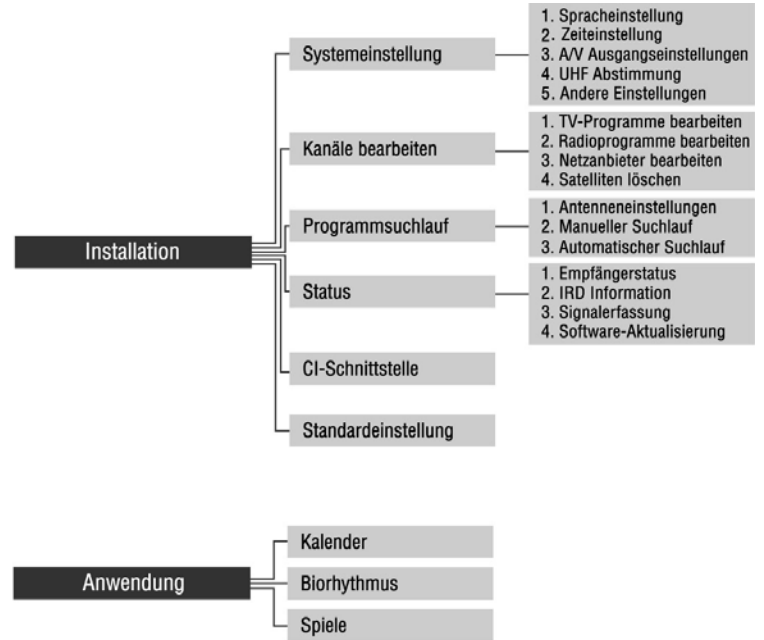 Installation
Systemeinstellung
1. Spracheinstellung
2. Zeiteinstellung
3. A/V Ausgangseinstellungen
4. UHF Abstimmung
5. Andere Einstellungen
Kanäle bearbeiten
1. TV-Programme bearbeiten
2. Radioprogramme bearbeiten
3. Netzanbieter bearbeiten
4. Satelliten löschen
Programmsuchlauf
1. Antenneneinstellungen
2. Manueller Suchlauf
3. Automatischer Suchlauf
Status
1. Empfängerstatus
2. IRD Information
3. Signalerfassung
4. Software-Aktualisierung
CI-Schnittstelle
Standardeinstellung
Anwendung
Kalender
Biorhythmus
Spiele